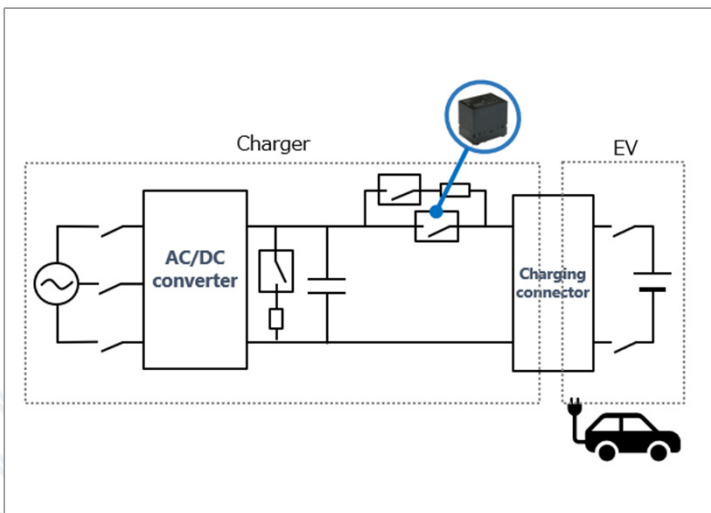 Charger
EV
AC/DC
converter
Charging
connector